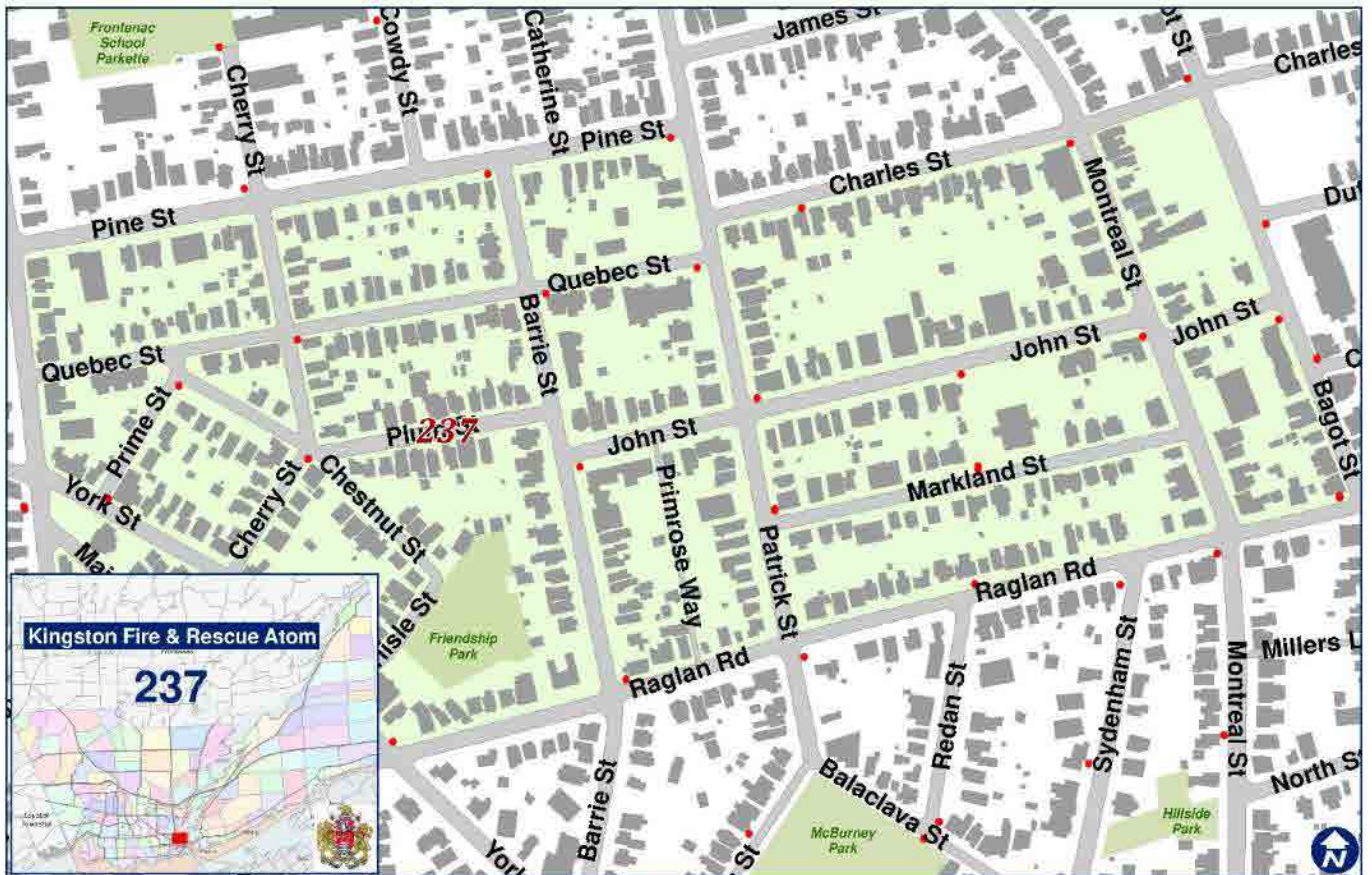 Frontenac
School
Parkette
Cowdy St
Catherine St
James St
Charles
Cherry St
Pine St
Charles St
Pine St
Montreal St
Quebec St
Quebec St
Barrie St
John St
John St
Prime St
237
John St
Bagot St
Markland St
York St
Cherry St
Chestnut St
Primrose Way
Patrick St
Raglan Rd
Friendship
Park
Kingston Fire & Rescue Atom
237
Raglan Rd
Millers L
Montreal St
Redan St
Sydenham St
Barrie St
Balaclava St
North S
McBurney
Park
Hillside
Park
York
N